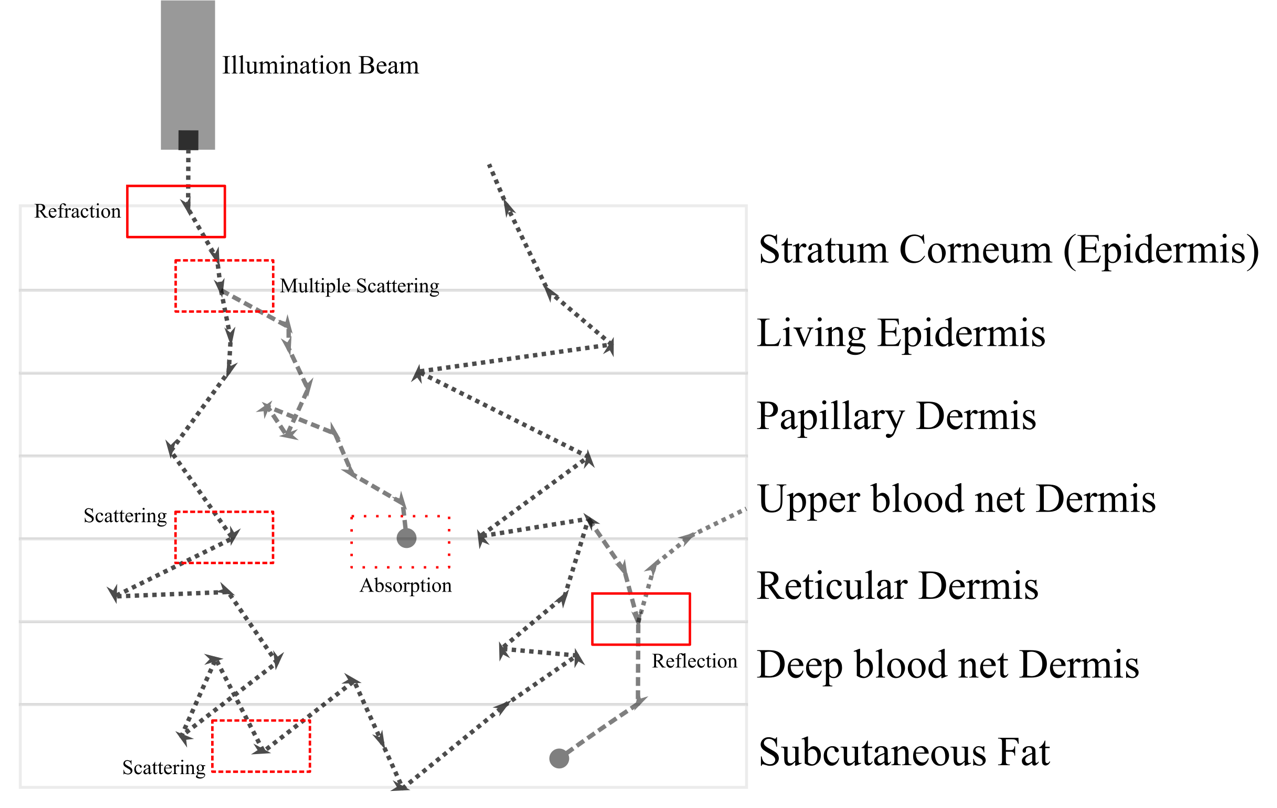 Illumination Beam
Refraction
Stratum Corneum (Epidermis)
Multiple Scattering
Living Epidermis
Papillary Dermis
Upper blood net Dermis
Scattering
Absorption
Reticular Dermis
Reflection
Deep blood net Dermis
Subcutaneous Fat
Scattering